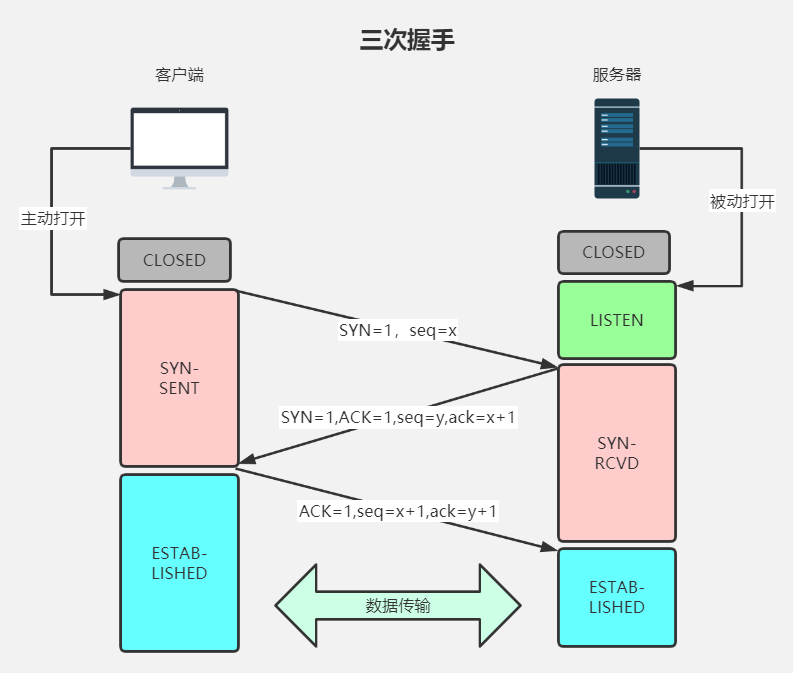 三次握手
客户端
服务器
主动打开
被动打开
CLOSED
CLOSED
LISTEN
SYN=1，seq=x
SYN-
SENT
SYN=1,ACK=1,seq=y,ack=x+1
SYN-
RCVD
ACK=1,seq=x+1,ack=y+1
ESTAB-
LISHED
ESTAB-
LISHED
数据传输